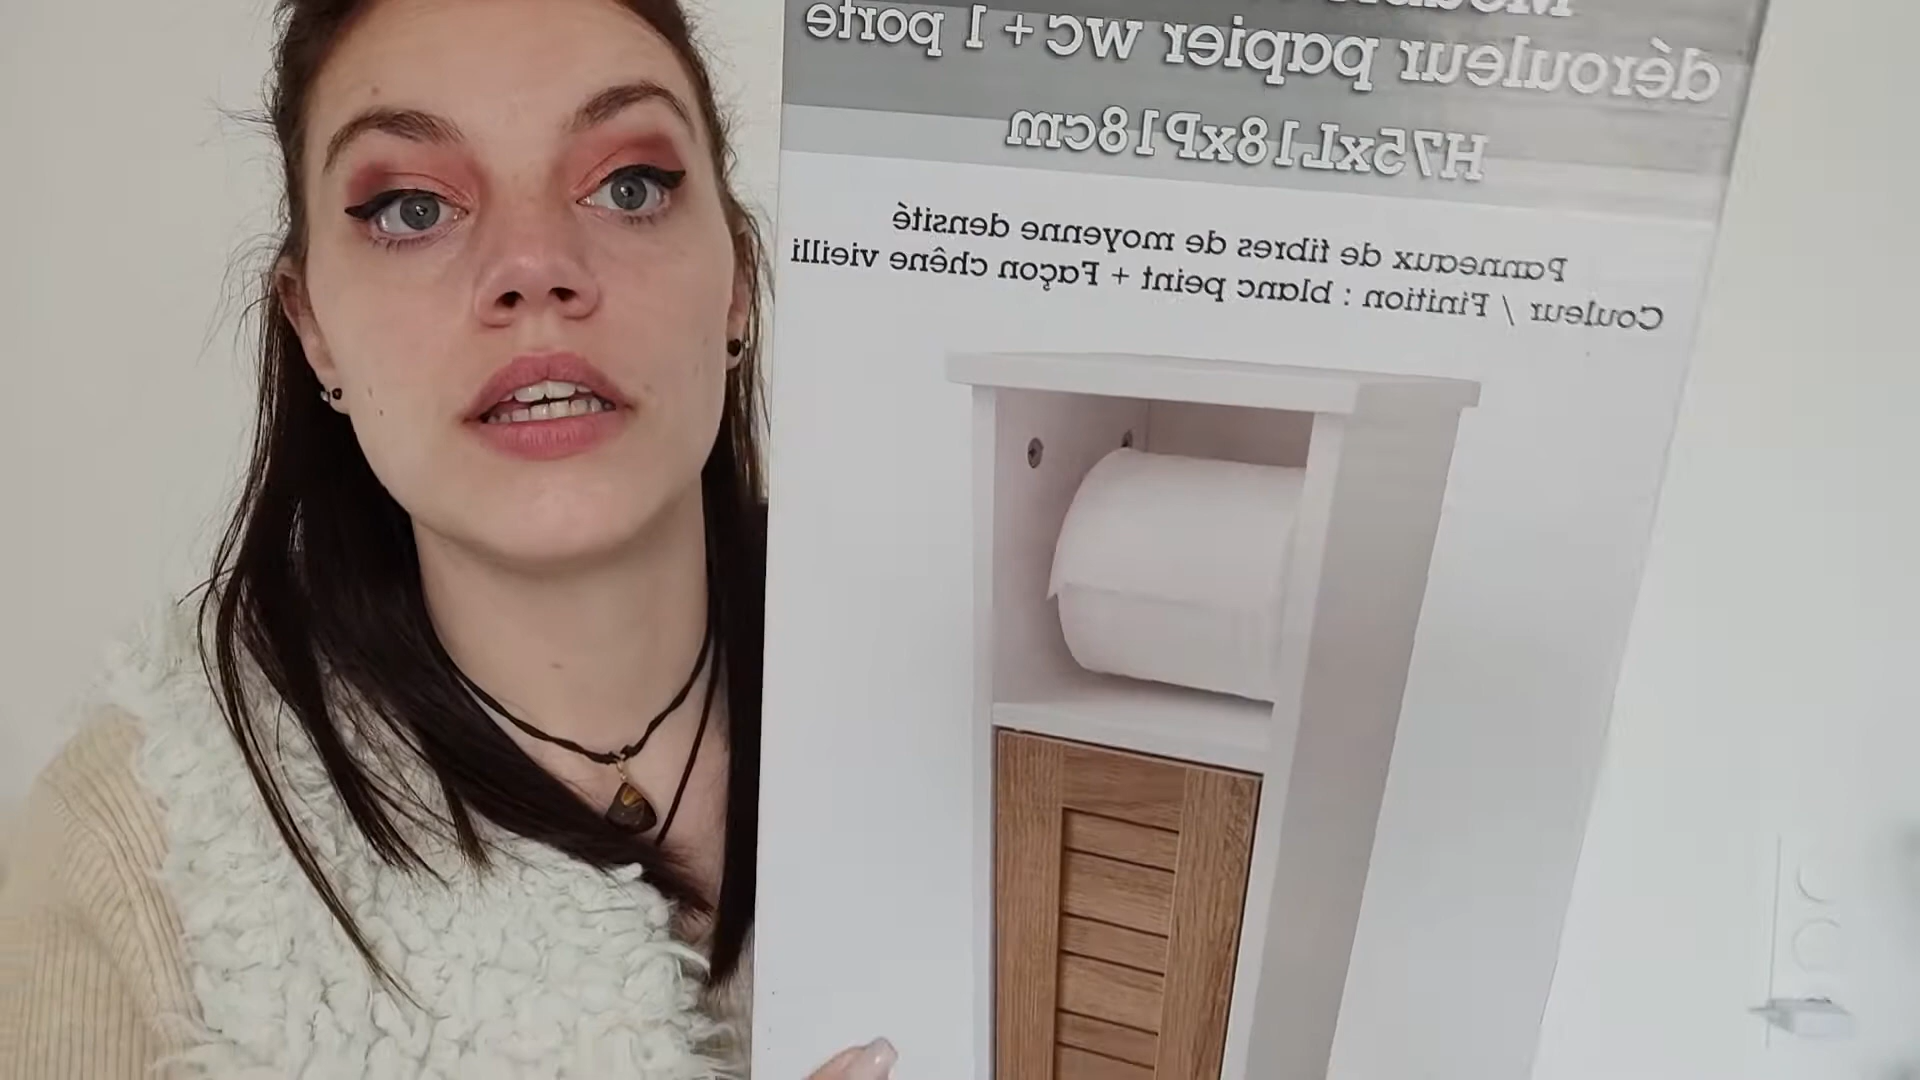 dérouleur papier wc + 1 porte
H75xL18xP18cm
Panneaux de fibres de moyenne densité
Couleur / Finition : blanc peint + Façon chêne vieilli